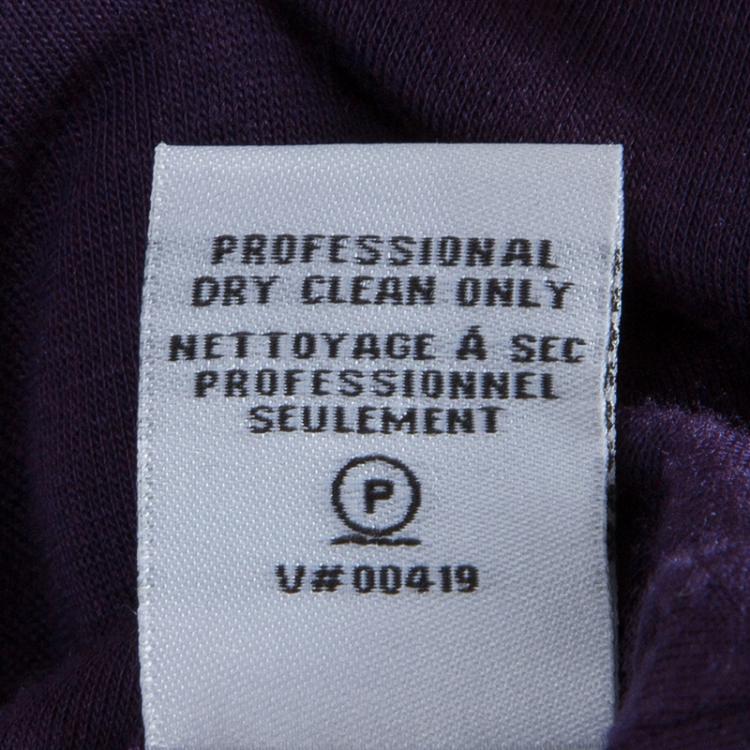 PROFESSIONAL
DRY CLEAN ONLY
NETTOYAGE Á SEC
PROFESSIONNEL
SEULEMENT
P
V#00419